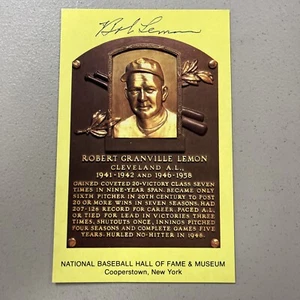 Bob Lemon
ROBERT GRANVILLE LEMON
CLEVELAND A.L.,
1941-1942 AND 1946-1958
GAINED COVETED 20-VICTORY CLASS SEVEN
TIMES IN NINE-YEAR SPAN. BECAME ONLY
SIXTH PITCHER IN 20TH CENTURY TO POST
20 OR MORE WINS IN SEVEN SEASONS. HAD
207-128 RECORD FOR CAREER. PACED A.L.
OR TIED FOR LEAD IN VICTORIES THREE
TIMES, SHUTOUTS ONCE, INNINGS PITCHED
FOUR SEASONS AND COMPLETE GAMES FIVE
YEARS. HURLED NO-HITTER IN 1948.
NATIONAL BASEBALL HALL OF FAME & MUSEUM
Cooperstown, New York